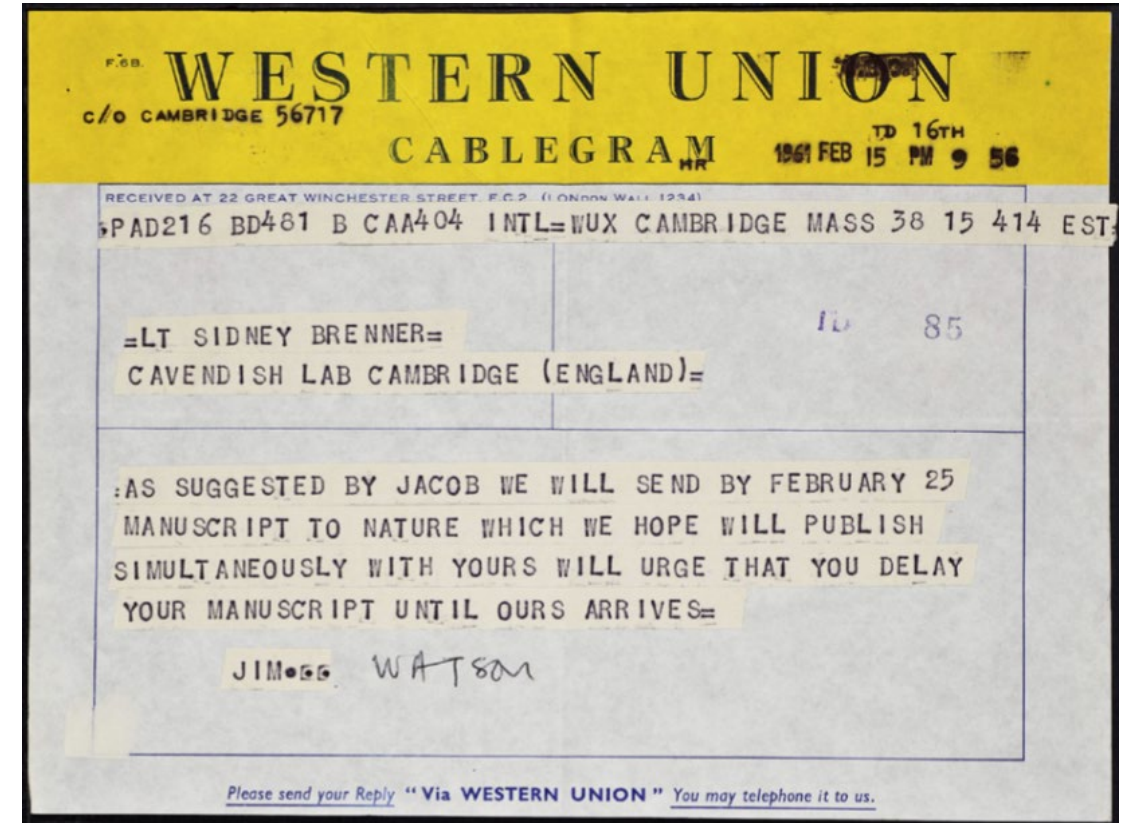 F.6B.
WESTERN UNION
C/O CAMBRIDGE 56717
CABLEGRAM
MR
TD 16TH
1961 FEB 15 PM 9 56
RECEIVED AT 22 GREAT WINCHESTER STREET, E.C.2 (LONDON WALL 1234)
PAD216 BD481 B CAA404 INTL=WUX CAMBRIDGE MASS 38 15 414 EST=
85
=LT SIDNEY BRENNER=
CAVENDISH LAB CAMBRIDGE (ENGLAND)=
:AS SUGGESTED BY JACOB WE WILL SEND BY FEBRUARY 25
MANUSCRIPT TO NATURE WHICH WE HOPE WILL PUBLISH
SIMULTANEOUSLY WITH YOURS WILL URGE THAT YOU DELAY
YOUR MANUSCRIPT UNTIL OURS ARRIVES=
JIM WATSON
Please send your Reply "Via WESTERN UNION" You may telephone it to us.